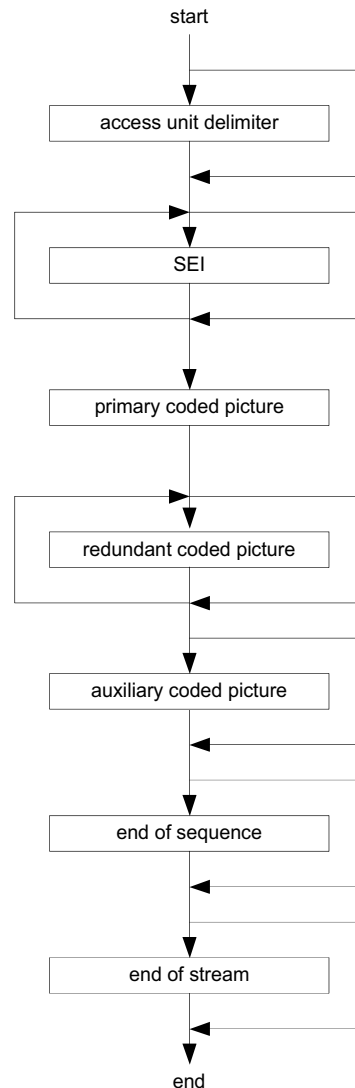 start
access unit delimiter
SEI
primary coded picture
redundant coded picture
auxiliary coded picture
end of sequence
end of stream
end